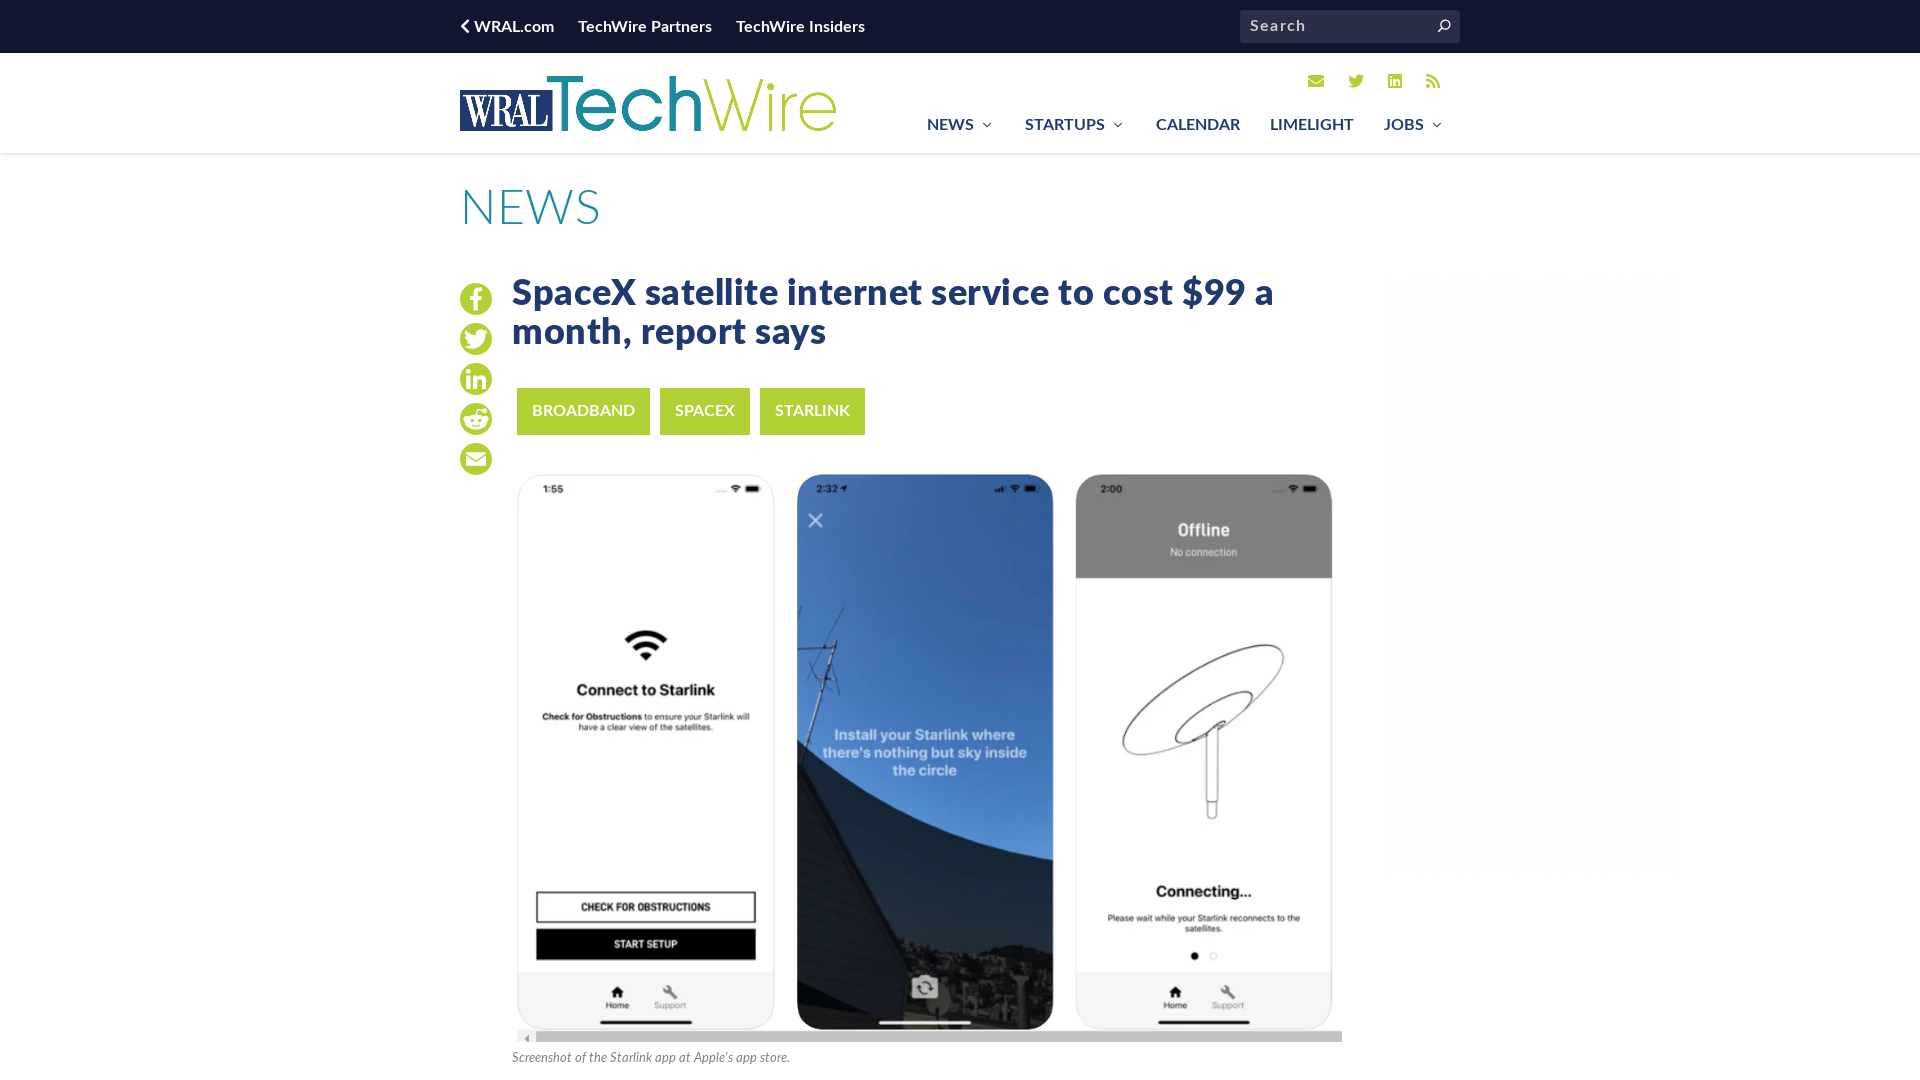 WRAL.com TechWire Partners TechWire Insiders Search
WRAL TechWire
NEWS STARTUPS CALENDAR LIMELIGHT JOBS
NEWS
SpaceX satellite internet service to cost $99 a
month, report says
BROADBAND SPACEX STARLINK
1:55
Connect to Starlink
Check for Obstructions to ensure your Starlink will
have a clear view of the satellites.
CHECK FOR OBSTRUCTIONS
START SETUP
Home Support
2:32
Install your Starlink where
there's nothing but sky inside
the circle
2:00
Offline
No connection
Connecting...
Please wait while your Starlink reconnects to the
satellites.
Home Support
Screenshot of the Starlink app at Apple's app store.